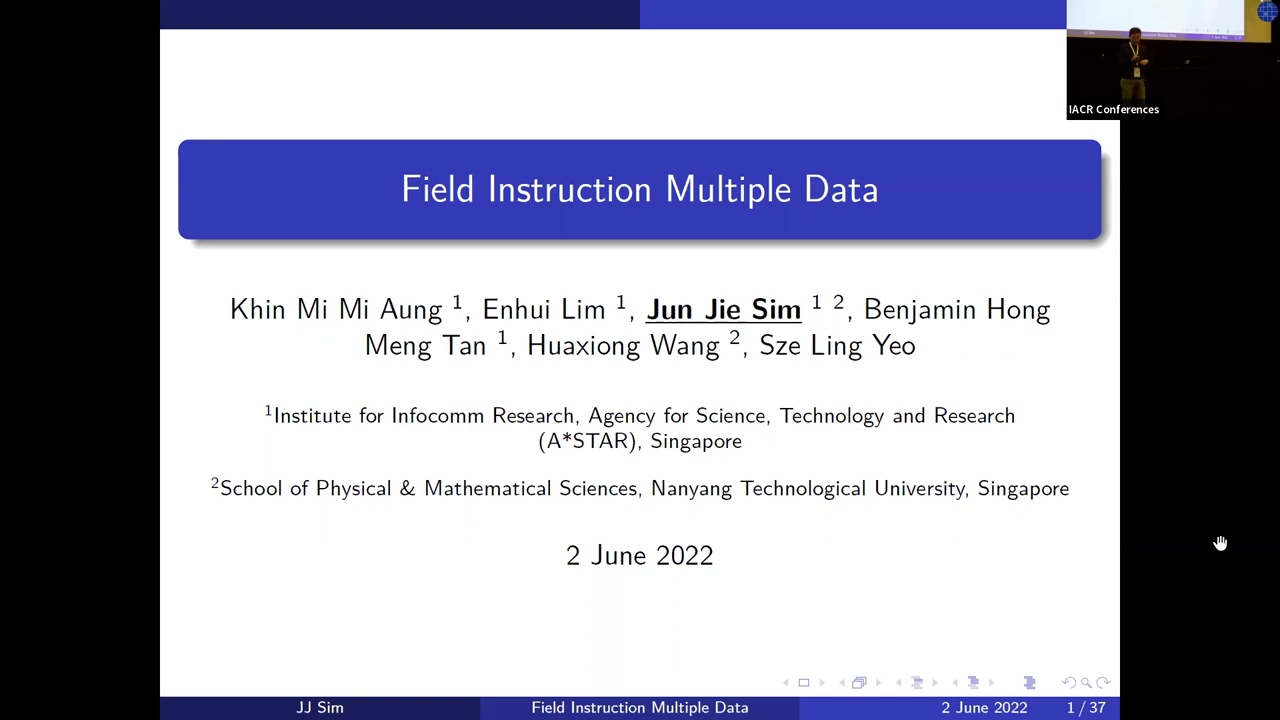 IACR Conferences
Field Instruction Multiple Data
Khin Mi Mi Aung 1, Enhui Lim 1, Jun Jie Sim 1 2, Benjamin Hong
Meng Tan 1, Huaxiong Wang 2, Sze Ling Yeo
1Institute for Infocomm Research, Agency for Science, Technology and Research
(A*STAR), Singapore
2School of Physical & Mathematical Sciences, Nanyang Technological University, Singapore
2 June 2022
JJ Sim
Field Instruction Multiple Data
2 June 2022
1 / 37